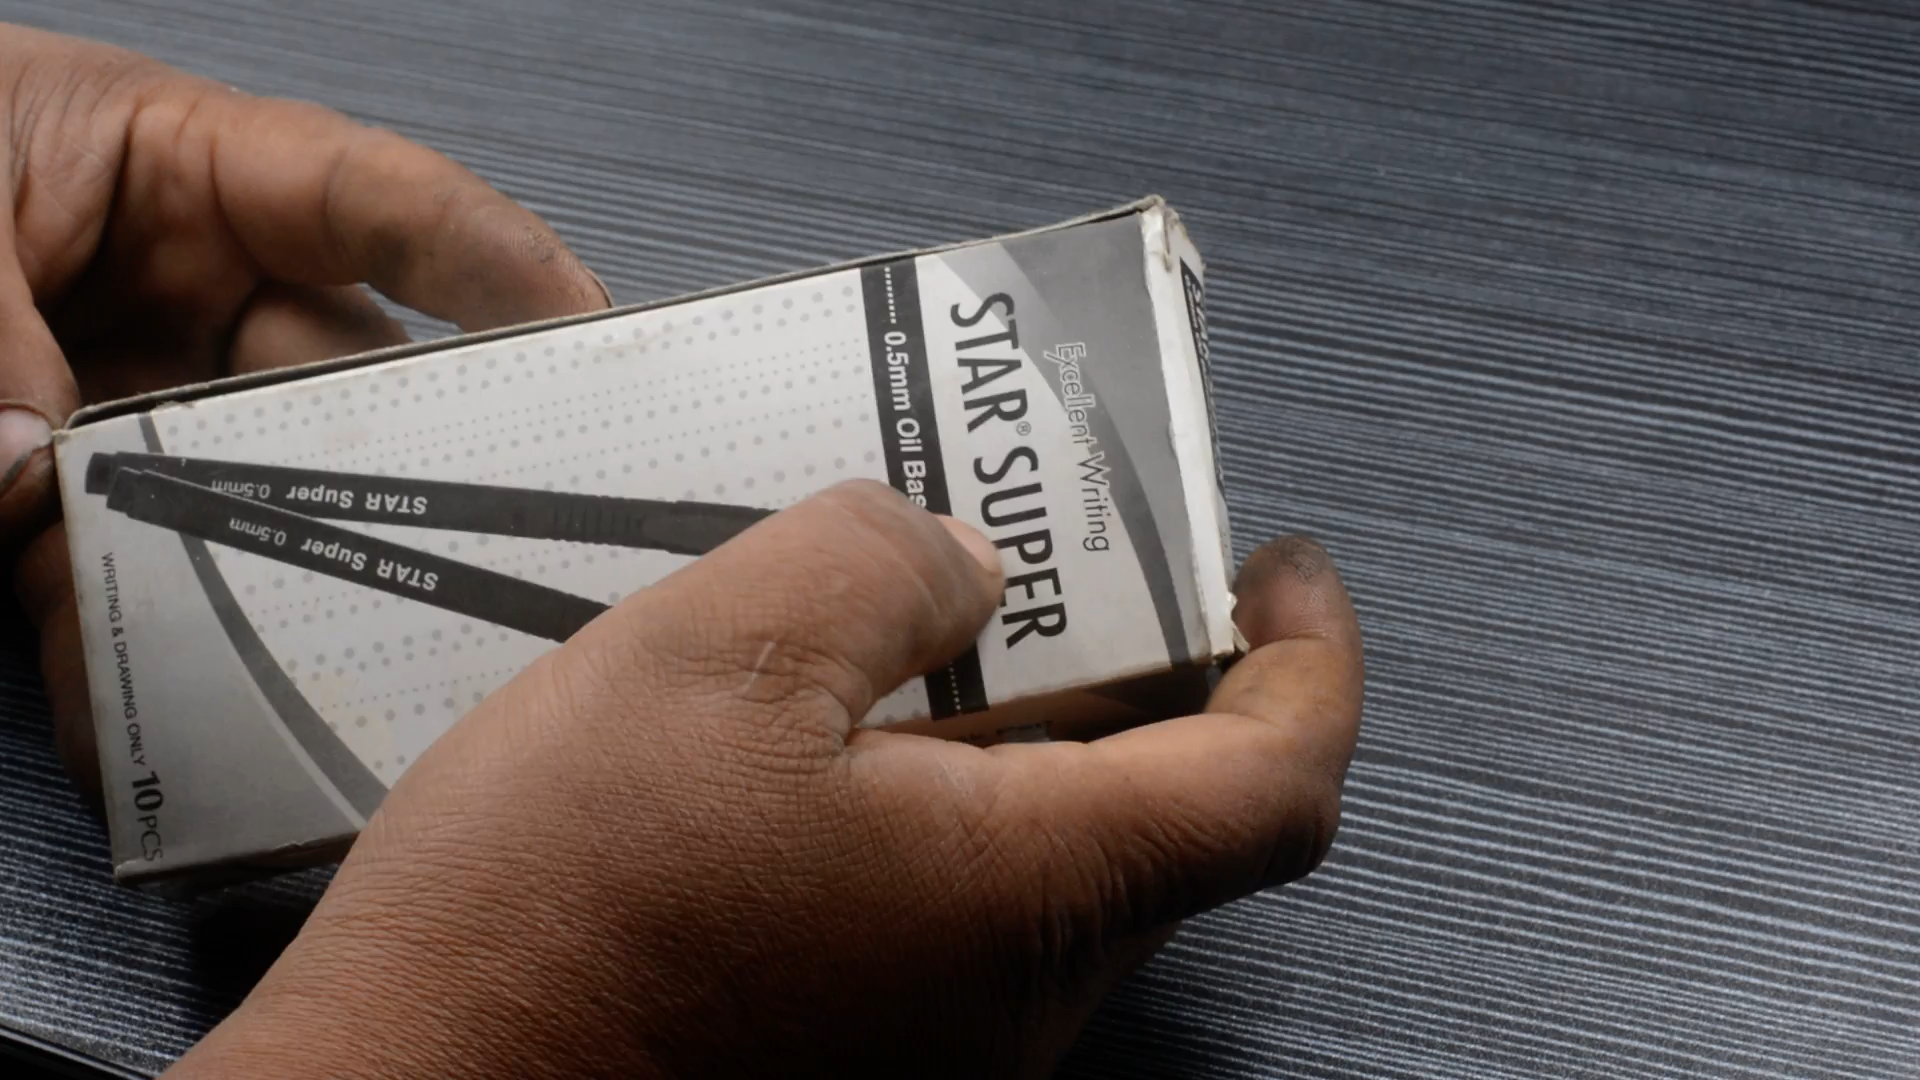 Excellent Writing
STAR® SUPER
0.5mm Oil
STAR Super 0.5mm
STAR Super 0.5mm
WRITING & DRAWING ONLY 10 PCS